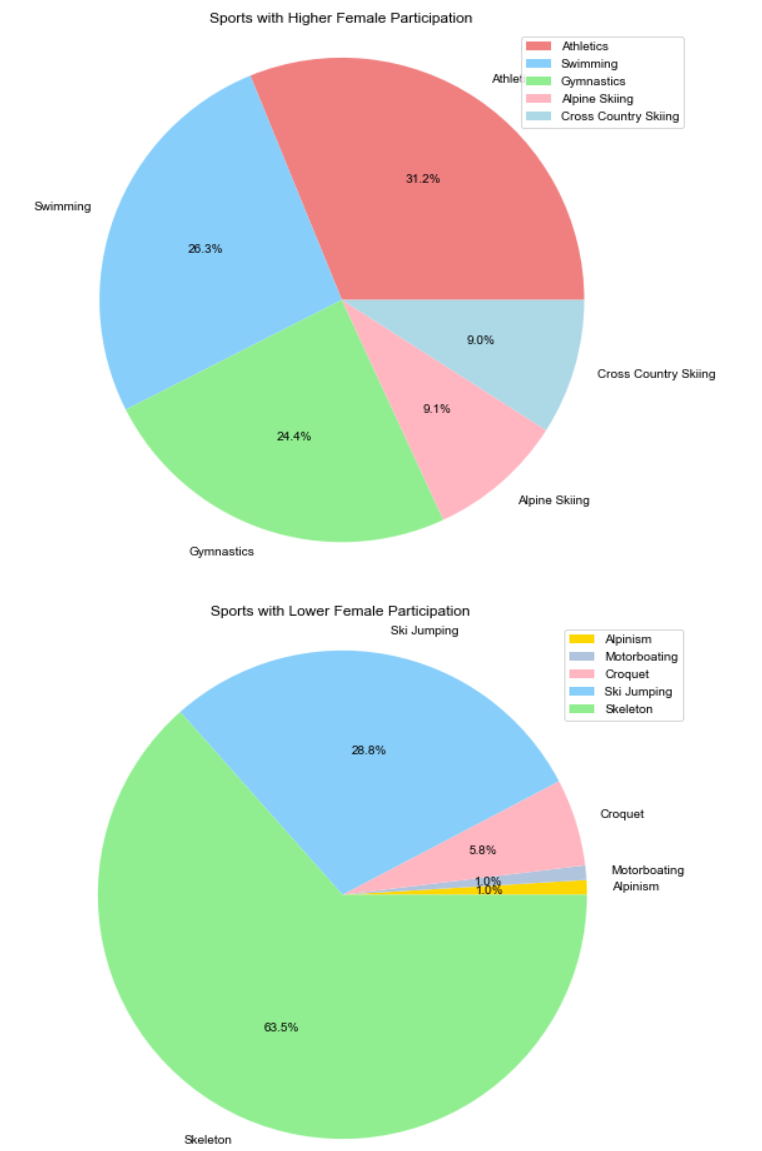 Sports with Higher Female Participation
Athletics
Swimming
Gymnastics
Alpine Skiing
Cross Country Skiing
Athlet
31.2%
Swimming
26.3%
9.0%
Cross Country Skiing
9.1%
24.4%
Alpine Skiing
Gymnastics
Sports with Lower Female Participation
Ski Jumping
Alpinism
Motorboating
Croquet
Ski Jumping
Skeleton
28.8%
Croquet
5.8%
Motorboating
1.0%
Alpinism
1.0%
63.5%
Skeleton